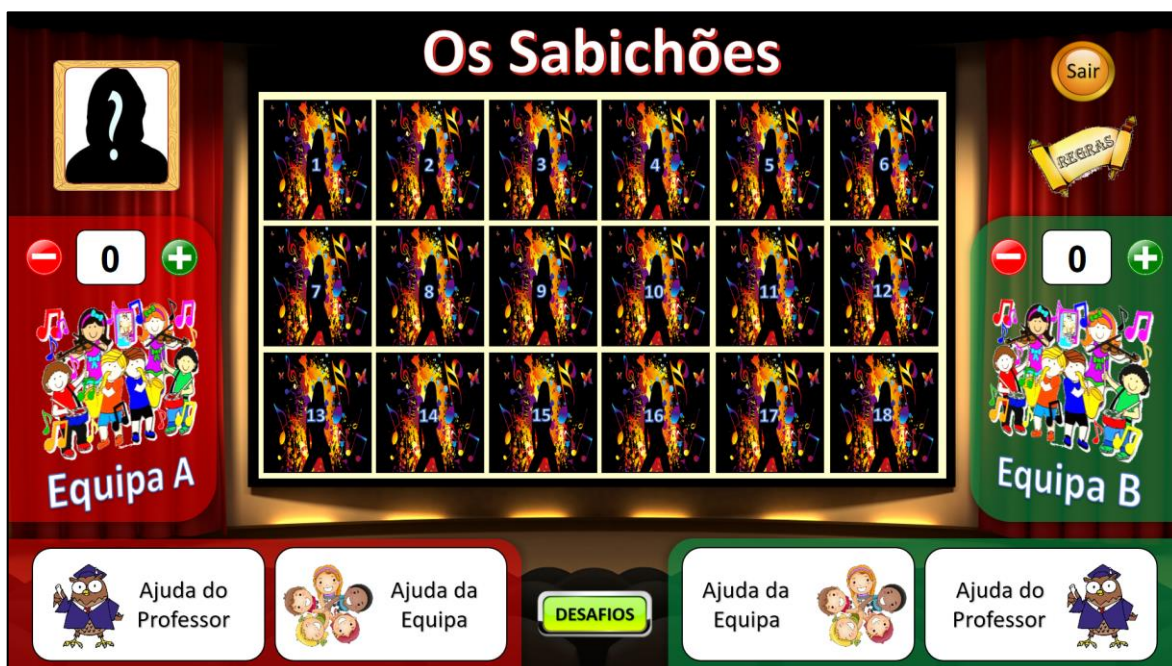 Os Sabichões
Sair
?
REGRAS
1 2 3 4 5 6
0
0
7 8 9 10 11 12
13 14 15 16 17 18
Equipa A
Equipa B
Ajuda do
Professor
Ajuda da
Equipa
DESAFIOS
Ajuda da
Equipa
Ajuda do
Professor